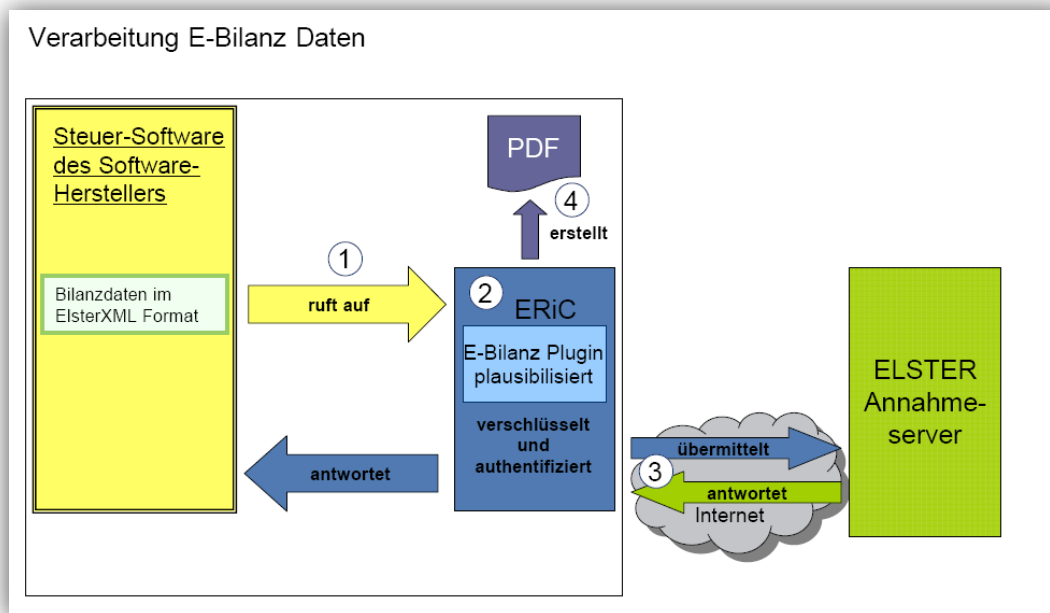 Verarbeitung E-Bilanz Daten
Steuer-Software
des Software-
Herstellers
Bilanzdaten im
ElsterXML Format
1
ruft auf
antwortet
PDF
4
erstellt
2
ERiC
E-Bilanz Plugin
plausibilisiert
verschlüsselt
und
authentifiziert
übermittelt
3
antwortet
Internet
ELSTER
Annahme-
server